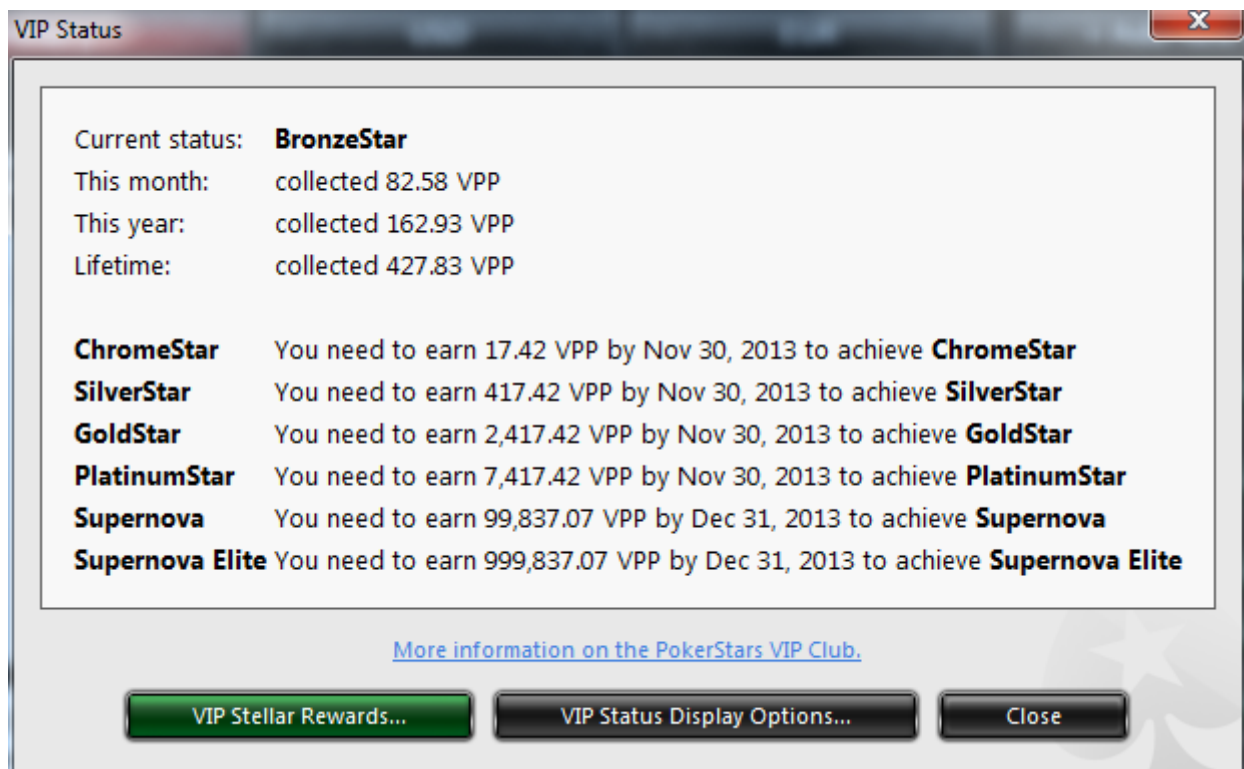 VIP Status
Current status: BronzeStar
This month: collected 82.58 VPP
This year: collected 162.93 VPP
Lifetime: collected 427.83 VPP
ChromeStar You need to earn 17.42 VPP by Nov 30, 2013 to achieve ChromeStar
SilverStar You need to earn 417.42 VPP by Nov 30, 2013 to achieve SilverStar
GoldStar You need to earn 2,417.42 VPP by Nov 30, 2013 to achieve GoldStar
PlatinumStar You need to earn 7,417.42 VPP by Nov 30, 2013 to achieve PlatinumStar
Supernova You need to earn 99,837.07 VPP by Dec 31, 2013 to achieve Supernova
Supernova Elite You need to earn 999,837.07 VPP by Dec 31, 2013 to achieve Supernova Elite
More information on the PokerStars VIP Club.
VIP Stellar Rewards... VIP Status Display Options... Close